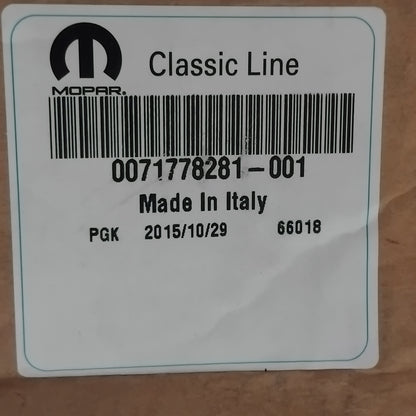 Classic Line
MOPAR.
0071778281-001
Made In Italy
PGK 2015/10/29 66018